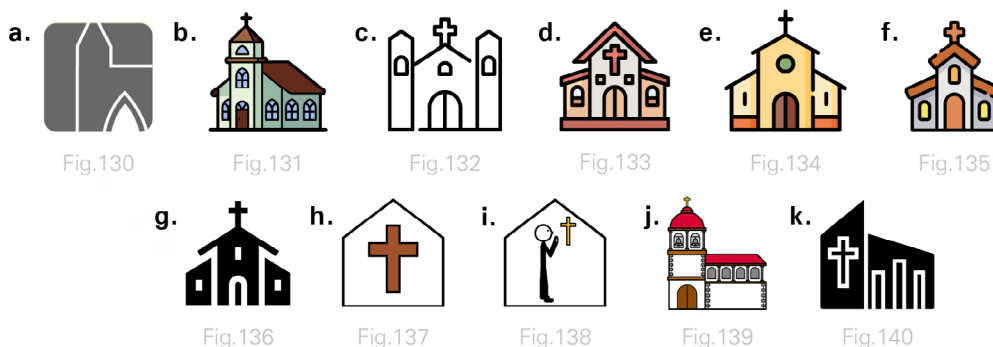 a. b. c. d. e. f.
Fig.130 Fig.131 Fig.132 Fig.133 Fig.134 Fig.135
g. h. i. j. k.
Fig.136 Fig.137 Fig.138 Fig.139 Fig.140